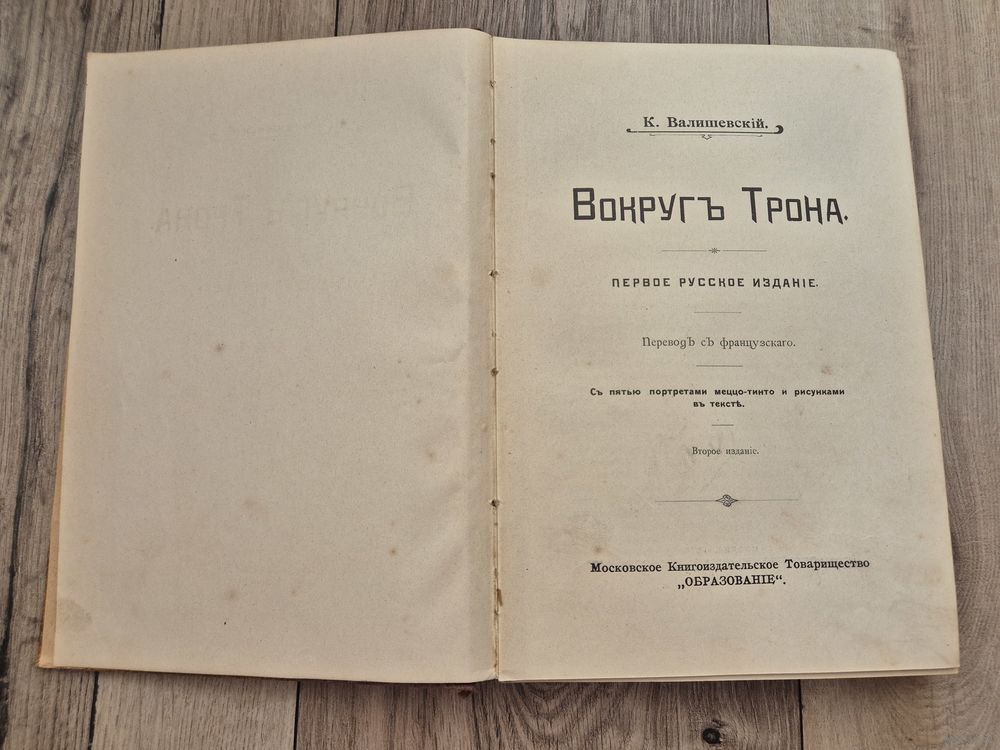 К. Валишевскій.
Вокругъ Трона.
ПЕРВОЕ РУССКОЕ ИЗДАНІЕ.
Переводъ съ французскаго.
Съ пятью портретами меццо-тинто и рисунками
въ текстѣ.
Второе изданіе.
Московское Книгоиздательское Товарищество
„ОБРАЗОВАНІЕ“.